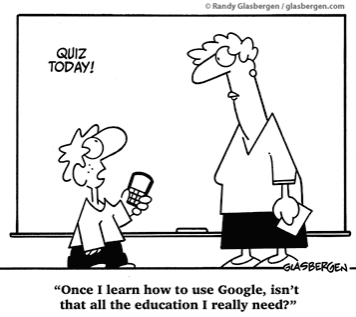 © Randy Glasbergen / glasbergen.com
QUIZ
TODAY!
GLASBERGEN
"Once I learn how to use Google, isn't
that all the education I really need?"